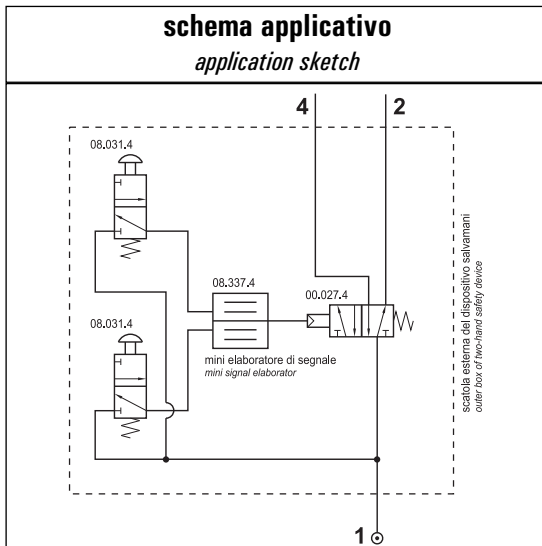 schema applicativo
application sketch
4
2
08.031.4
08.337.4
00.027.4
08.031.4
mini elaboratore di segnale
mini signal elaborator
scatola esterna del dispositivo salvamani
outer box of two-hand safety device
1